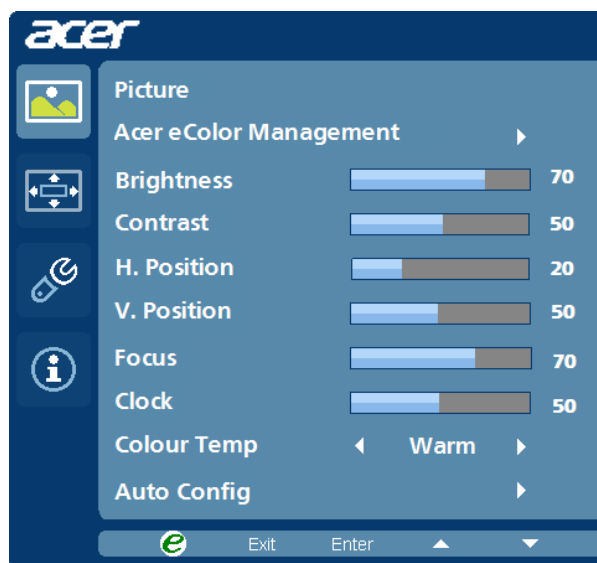 acer
Picture
Acer eColor Management
Brightness 70
Contrast 50
H. Position 20
V. Position 50
Focus 70
Clock 50
Colour Temp Warm
Auto Config
e Exit Enter